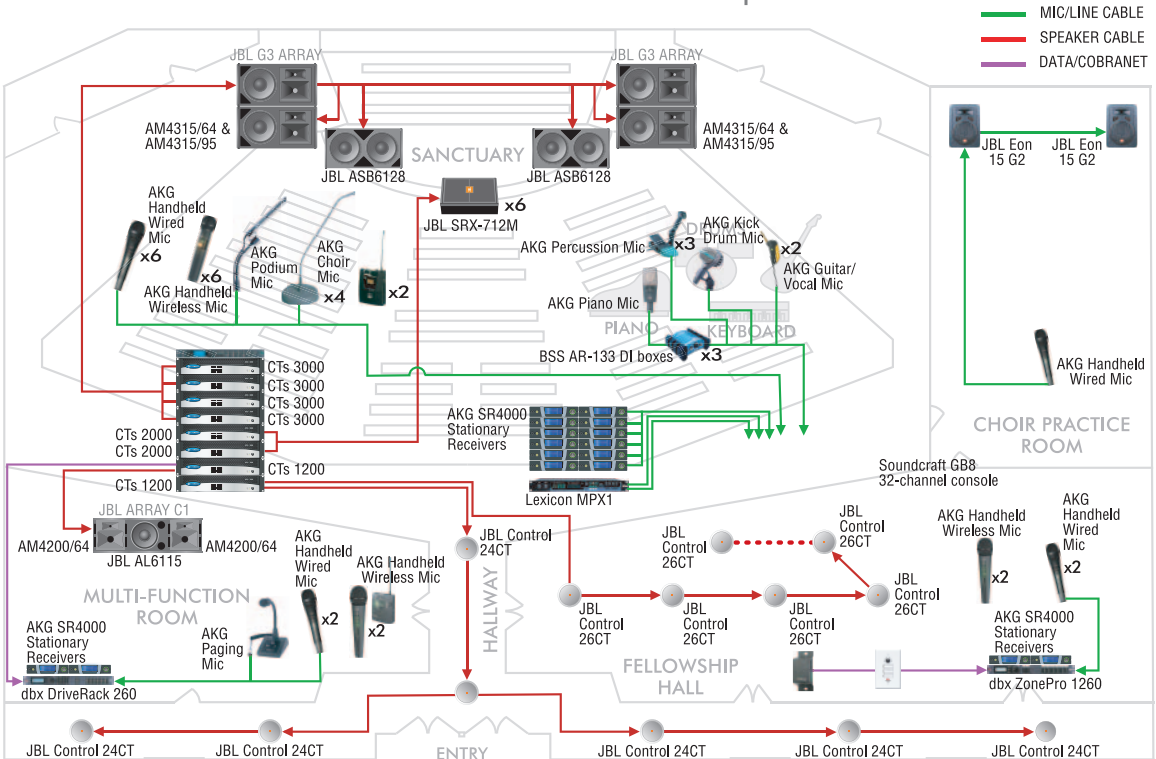 MIC/LINE CABLE
SPEAKER CABLE
DATA/COBRANET
JBL G3 ARRAY
JBL G3 ARRAY
AM4315/64 &
AM4315/95
AM4315/64 &
AM4315/95
SANCTUARY
JBL ASB6128
JBL ASB6128
x6
JBL SRX-712M
JBL Eon
15 G2
JBL Eon
15 G2
AKG
Handheld
Wired
Mic
x6
x6
AKG Handheld
Wireless Mic
AKG
Podium
Mic
AKG
Choir
Mic
x4
x2
DRUMS
AKG Percussion Mic
x3
AKG Kick
Drum Mic
x2
AKG Guitar/
Vocal Mic
AKG Piano Mic
PIANO
KEYBOARD
BSS AR-133 DI boxes
x3
AKG Handheld
Wired Mic
CHOIR PRACTICE
ROOM
CTs 3000
CTs 3000
CTs 3000
CTs 3000
CTs 2000
CTs 2000
CTs 1200
CTs 1200
AKG SR4000
Stationary
Receivers
Lexicon MPX1
Soundcraft GB8
32-channel console
JBL ARRAY C1
AM4200/64
AM4200/64
JBL AL6115
MULTI-FUNCTION
ROOM
AKG
Handheld
Wired
Mic
x2
AKG Handheld
Wireless Mic
x2
AKG
Paging
Mic
AKG SR4000
Stationary
Receivers
dbx DriveRack 260
JBL Control
24CT
HALLWAY
JBL
Control
26CT
JBL
Control
26CT
JBL
Control
26CT
JBL
Control
26CT
JBL
Control
26CT
JBL
Control
26CT
FELLOWSHIP
HALL
AKG Handheld
Wireless Mic
x2
AKG
Handheld
Wired
Mic
x2
AKG SR4000
Stationary
Receivers
dbx ZonePro 1260
JBL Control 24CT
JBL Control 24CT
ENTRY
JBL Control 24CT
JBL Control 24CT
JBL Control 24CT